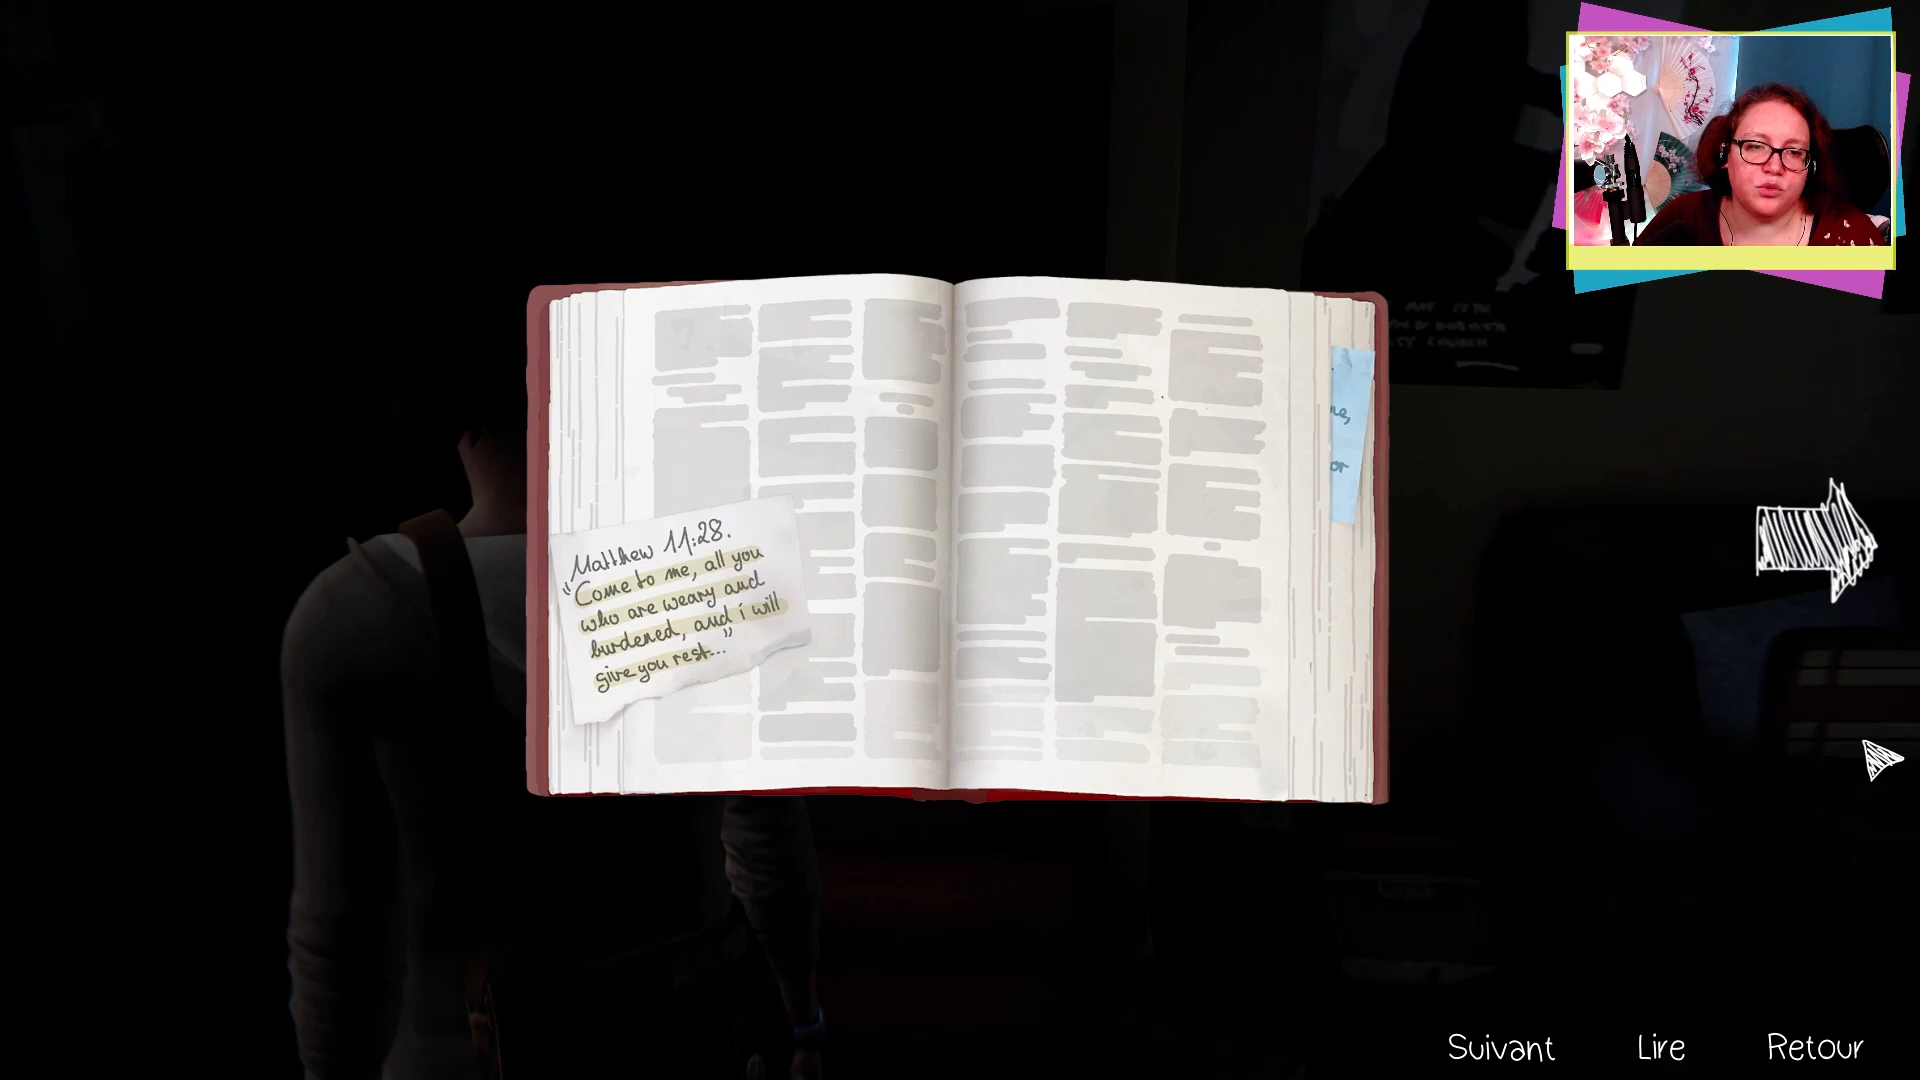 Matthew 11:28.
"Come to me, all you
who are weary and
burdened, and i will
give you rest..."
or
Suivant Lire Retour